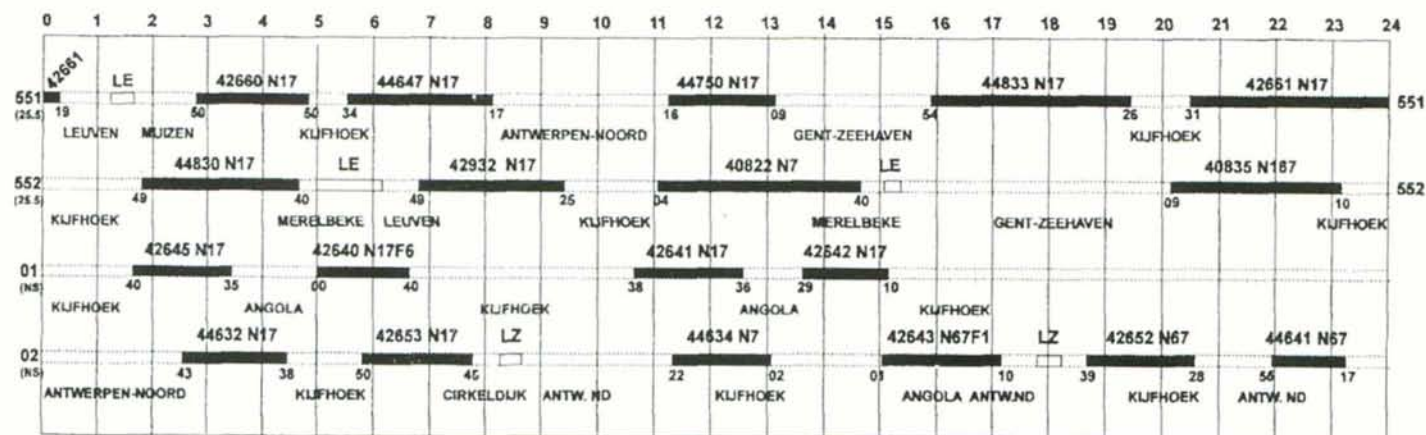 0 1 2 3 4 5 6 7 8 9 10 11 12 13 14 15 16 17 18 19 20 21 22 23 24
42661 LE 42660 N17 44647 N17 44750 N17 44833 N17 42661 N17
551 19 50 50 34 17 16 09 54 26 31 551
(25.5) LEUVEN MUIZEN KIJFHOEK ANTWERPEN-NOORD GENT-ZEEHAVEN KIJFHOEK
44830 N17 LE 42932 N17 40822 N7 LE 40835 N167
552 49 40 49 25 04 40 09 10 552
(25.5) KIJFHOEK MERELBEKE LEUVEN KIJFHOEK MERELBEKE GENT-ZEEHAVEN KIJFHOEK
42645 N17 42640 N17F6 42641 N17 42642 N17
01 40 35 00 40 38 36 29 10 01
(NS) KIJFHOEK ANGOLA KIJFHOEK ANGOLA KIJFHOEK
44632 N17 42653 N17 LZ 44634 N7 42643 N67F1 LZ 42652 N67 44641 N67
02 43 38 50 45 22 02 01 10 39 28 56 17 02
(NS) ANTWERPEN-NOORD KIJFHOEK CIRKELDIJK ANTW. ND KIJFHOEK ANGOLA ANTW.ND KIJFHOEK ANTW. ND